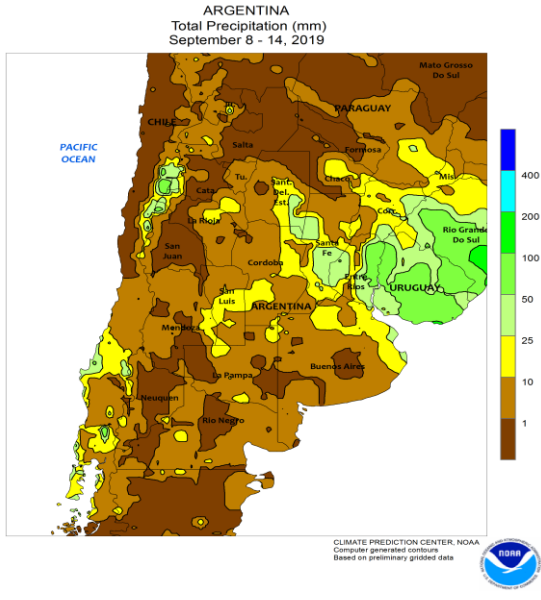 ARGENTINA
Total Precipitation (mm)
September 8 - 14, 2019
Mato Grosso
Do Sul
PARAGUAY
CHILE
PACIFIC
OCEAN
Salta
Formosa
Tu.
Chaco
Misi
Cata.
Sant.
Del.
Est.
Corr.
La Rioja
Rio Grande
Do Sul
San
Juan
Santa
Fe
Cordoba
Entre
Rios
URUGUAY
San
Luis
ARGENTINA
Mendoza
Buenos Aires
La Pampa
Neuquen
Rio Negro
400
200
100
50
25
10
1
CLIMATE PREDICTION CENTER, NOAA
Computer generated contours
Based on preliminary gridded data
NOAA